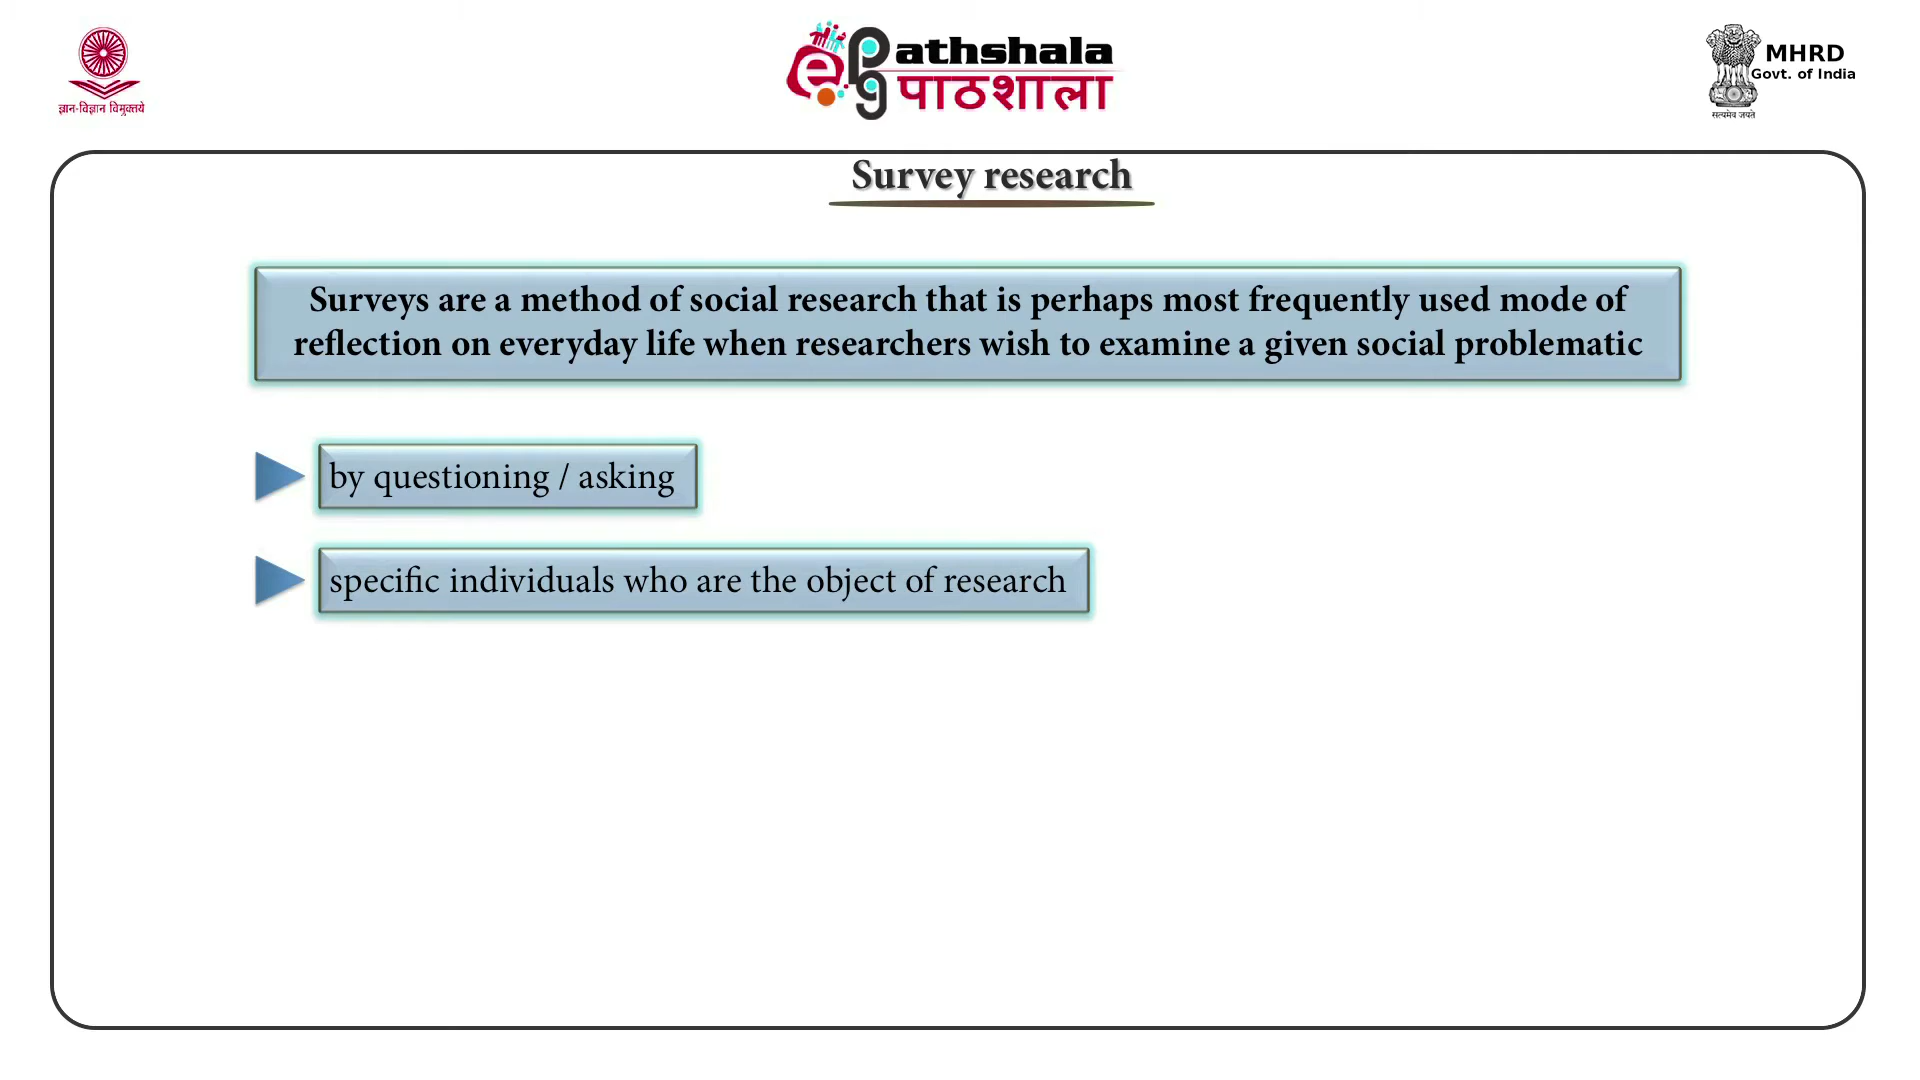 ज्ञान-विज्ञान विमुक्तये
e pg athshala
पाठशाला
MHRD
Govt. of India
सत्यमेव जयते
Survey research
Surveys are a method of social research that is perhaps most frequently used mode of
reflection on everyday life when researchers wish to examine a given social problematic
by questioning / asking
specific individuals who are the object of research